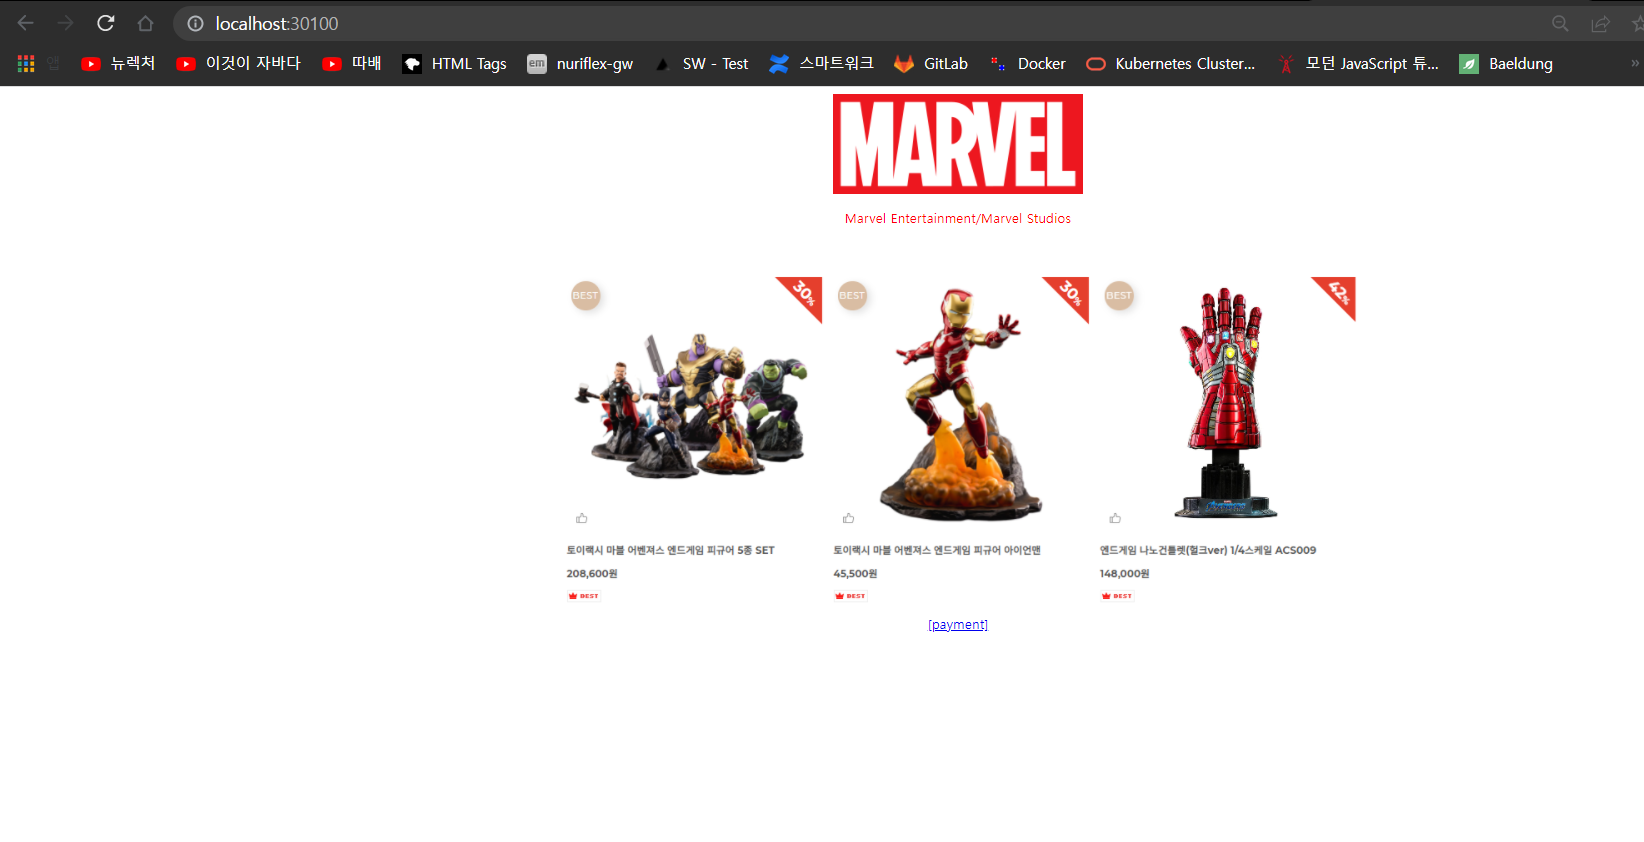 localhost:30100
앱 뉴렉처 이것이 자바다 따배 HTML Tags em nuriflex-gw SW - Test 스마트워크 GitLab Docker Kubernetes Cluster... 모던 JavaScript 튜... Baeldung »
MARVEL
Marvel Entertainment/Marvel Studios
BEST 30% BEST 30% BEST 42%
토이랙시 마블 어벤져스 엔드게임 피규어 5종 SET 토이랙시 마블 어벤져스 엔드게임 피규어 아이언맨 엔드게임 나노건틀렛(헐크ver) 1/4스케일 ACS009
208,600원 45,500원 148,000원
BEST BEST BEST
[payment]